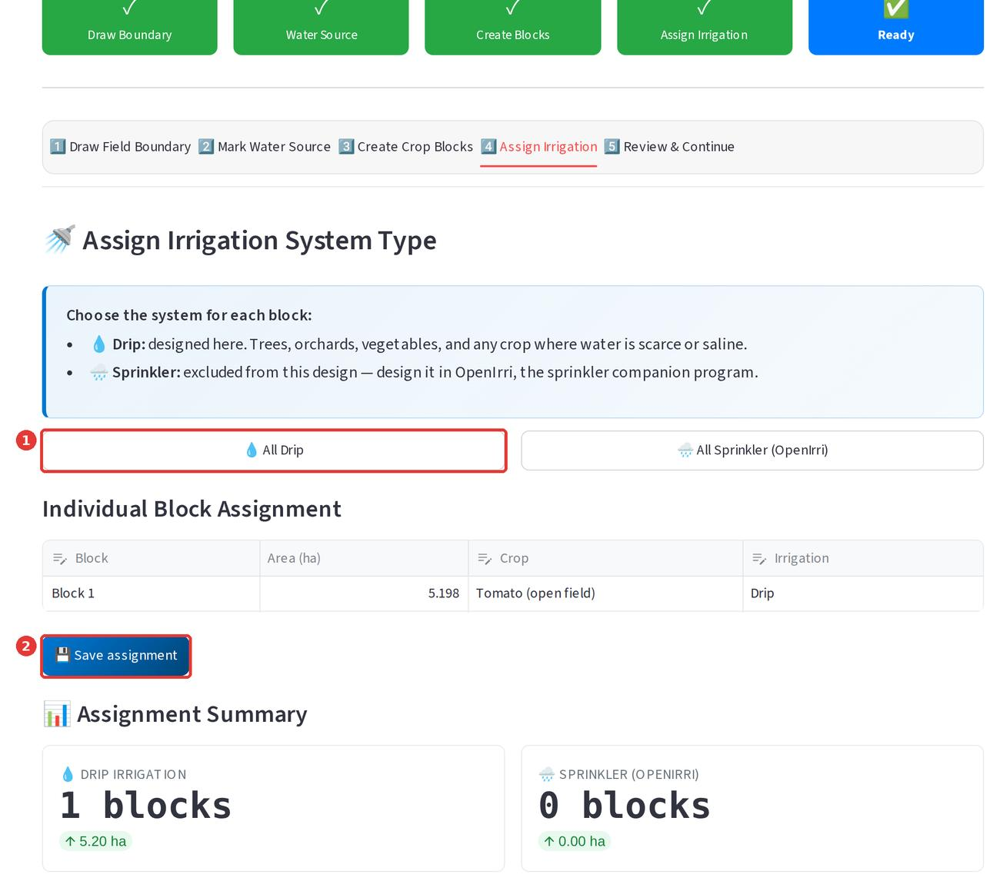 ✓ ✓ ✓ ✓ ✅
Draw Boundary Water Source Create Blocks Assign Irrigation Ready
1️⃣ Draw Field Boundary 2️⃣ Mark Water Source 3️⃣ Create Crop Blocks 4️⃣ Assign Irrigation 5️⃣ Review & Continue
🚿 Assign Irrigation System Type
Choose the system for each block:
• 💧 Drip: designed here. Trees, orchards, vegetables, and any crop where water is scarce or saline.
• 🌧️ Sprinkler: excluded from this design — design it in OpenIrri, the sprinkler companion program.
1 💧 All Drip 🌧️ All Sprinkler (OpenIrri)
Individual Block Assignment
Block Area (ha) Crop Irrigation
Block 1 5.198 Tomato (open field) Drip
2 💾 Save assignment
📊 Assignment Summary
💧 DRIP IRRIGATION 🌧️ SPRINKLER (OPENIRRI)
1 blocks 0 blocks
↑ 5.20 ha ↑ 0.00 ha